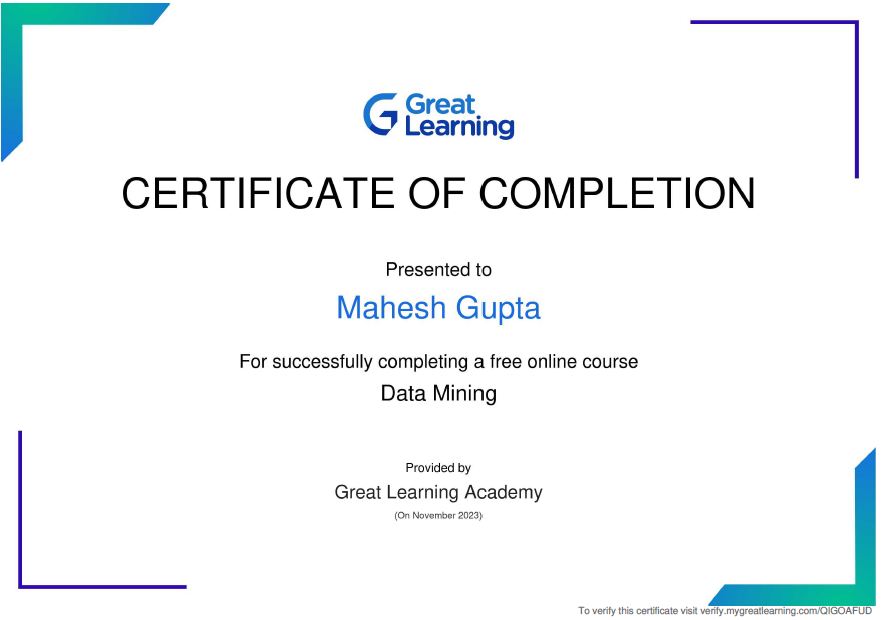 Great
Learning
CERTIFICATE OF COMPLETION
Presented to
Mahesh Gupta
For successfully completing a free online course
Data Mining
Provided by
Great Learning Academy
(On November 2023)
To verify this certificate visit verify.mygreatlearning.com/QIGOAFUD